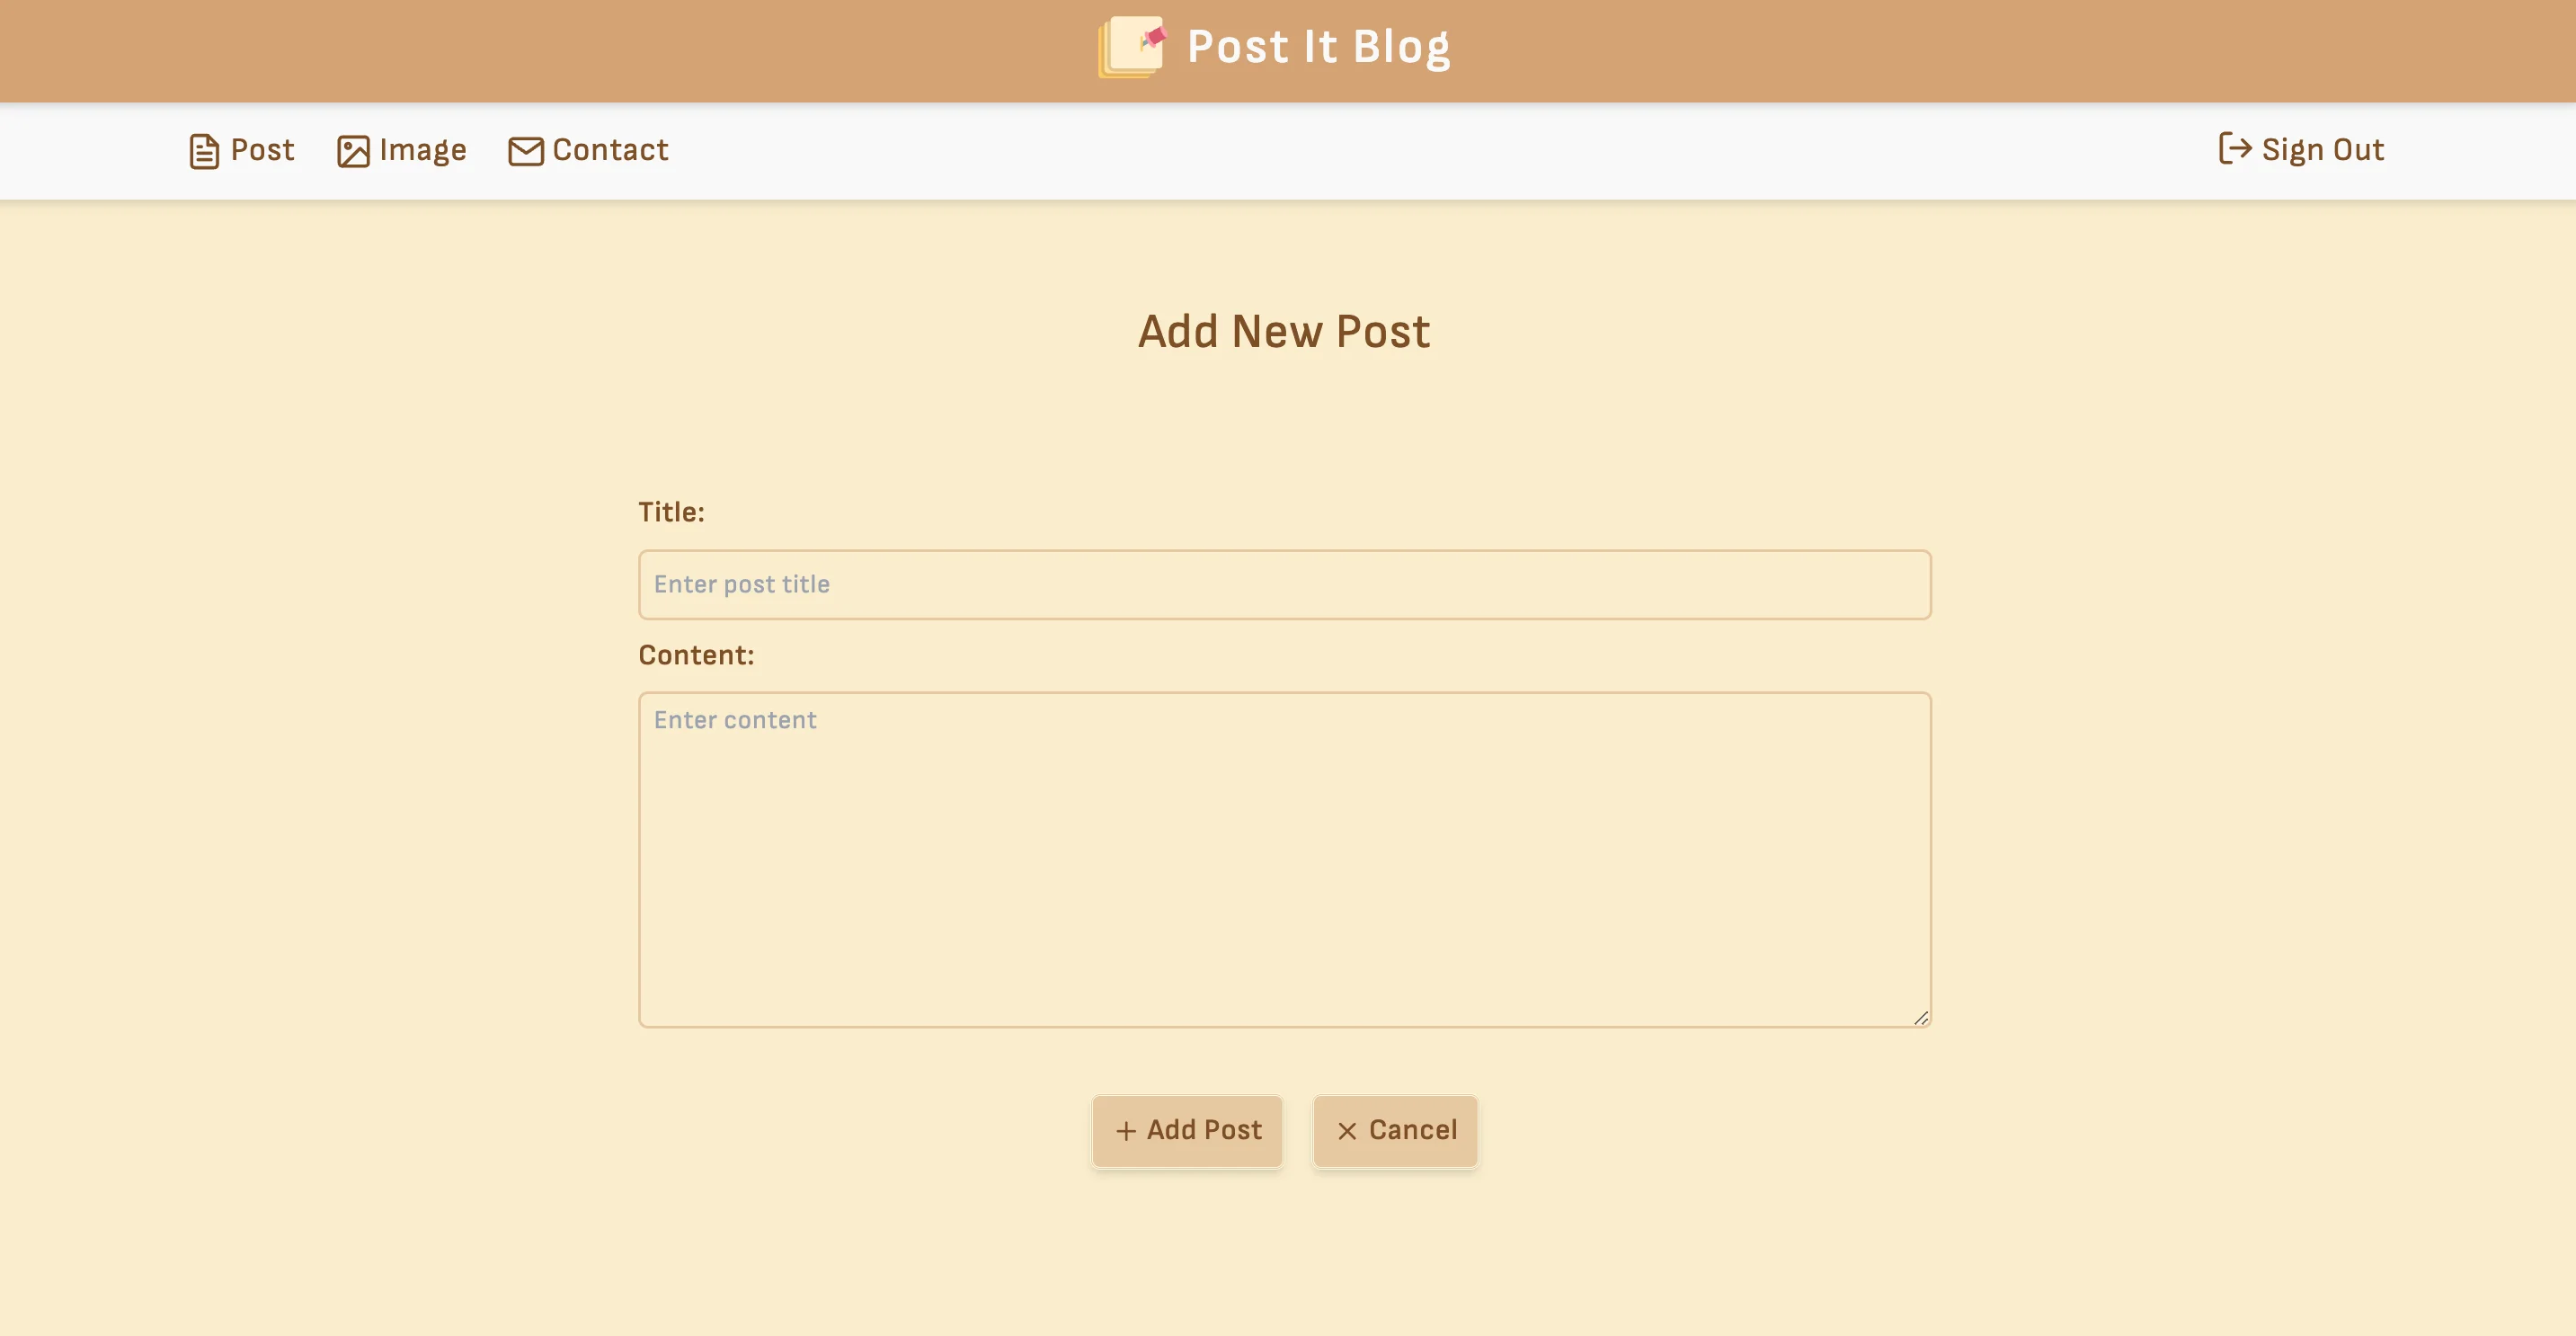 Post It Blog
Post Image Contact Sign Out
Add New Post
Title:
Enter post title
Content:
Enter content
+ Add Post × Cancel